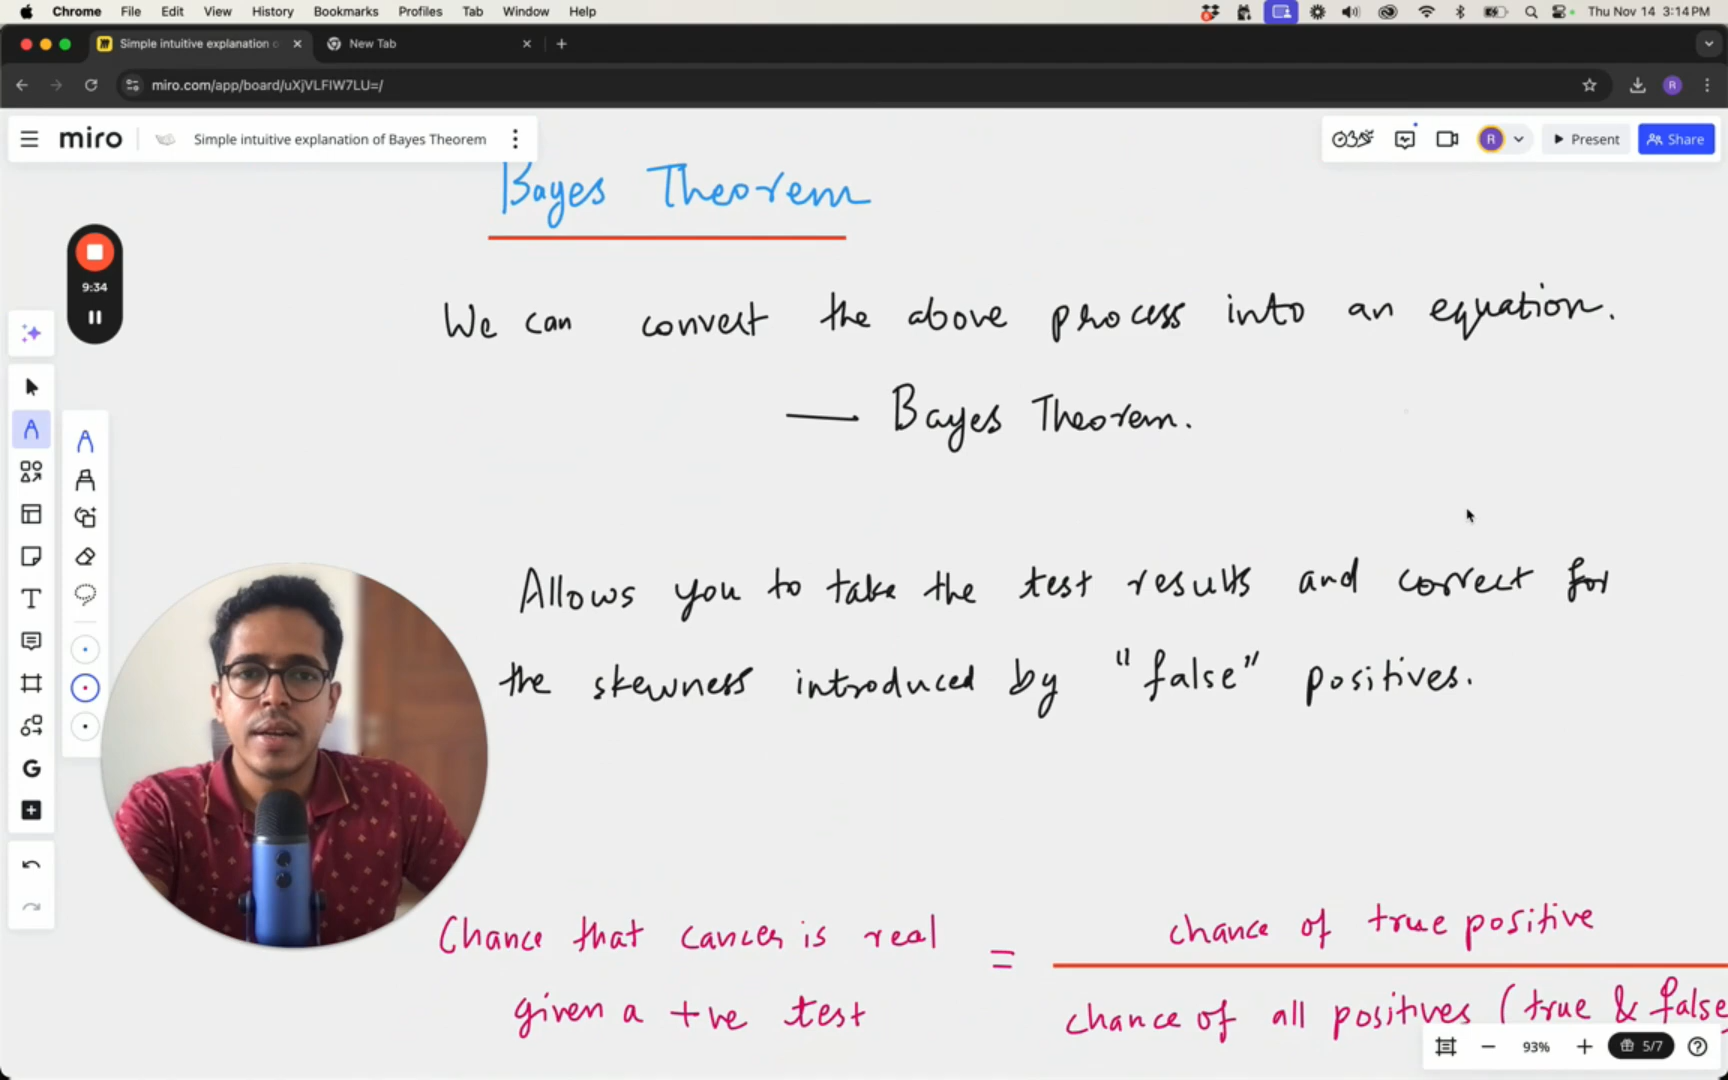 Chrome File Edit View History Bookmarks Profiles Tab Window Help Thu Nov 14 3:14 PM
Simple intuitive explanation o New Tab
miro.com/app/board/uXjVLFIW7LU=/ R
miro Simple intuitive explanation of Bayes Theorem R Present Share
Bayes Theorem
9:34
We can convert the above process into an equation.
— Bayes Theorem.
Allows you to take the test results and correct for
the skewness introduced by "false" positives.
Chance that cancer is real = chance of true positive
given a +ve test chance of all positives (true & false
93% 5/7